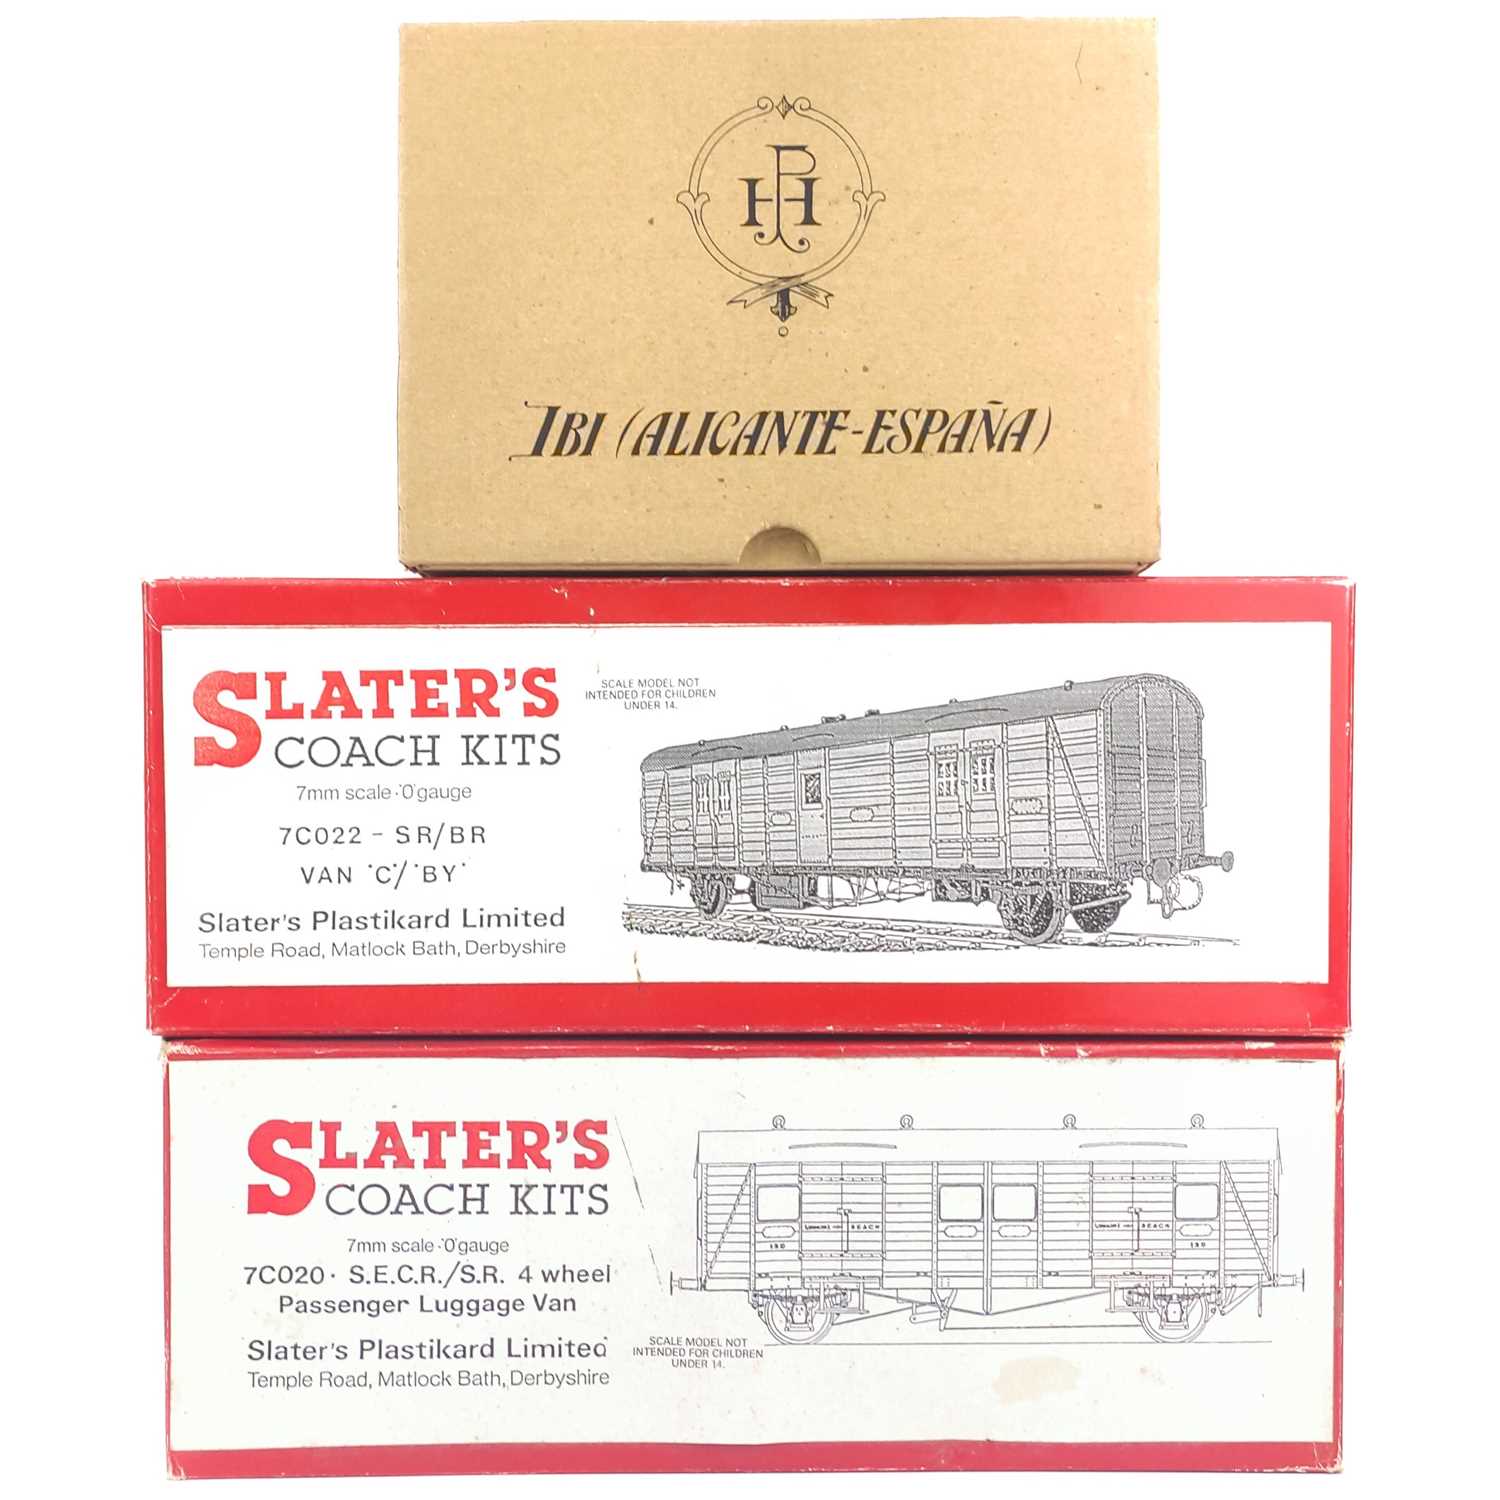 PH
IBI (ALICANTE-ESPAÑA)
SLATER'S
COACH KITS
7mm scale·'0'gauge
7C022 - SR/BR
VAN 'C'/'BY'
Slater's Plastikard Limited
Temple Road, Matlock Bath, Derbyshire
SCALE MODEL NOT
INTENDED FOR CHILDREN
UNDER 14.
SLATER'S
COACH KITS
7mm scale·'0'gauge
7C020· S.E.C.R./S.R. 4 wheel
Passenger Luggage Van
Slater's Plastikard Limited
Temple Road, Matlock Bath, Derbyshire
SCALE MODEL NOT
INTENDED FOR CHILDREN
UNDER 14.